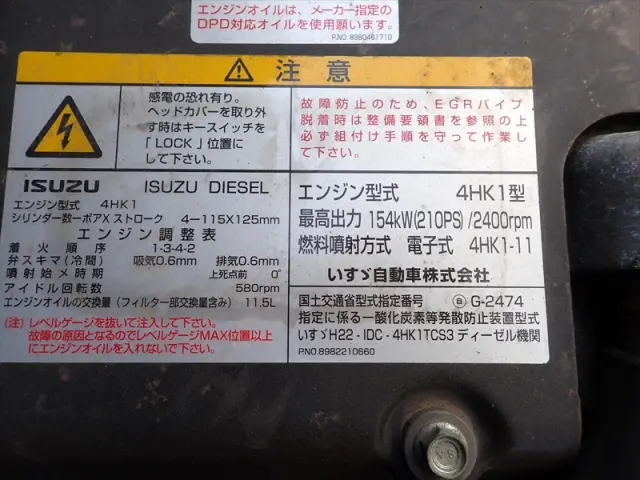 エンジンオイルは、メーカー指定の
DPD対応オイルを使用願います。
P.NO. 8980461710
注意
感電の恐れ有り。
ヘッドカバーを取り外
す時はキースイッチを
「LOCK」位置に
して下さい。
故障防止のため、EGRパイプ
脱着時は整備要領書を参照の上
必ず組付け手順を守って作業し
て下さい。
ISUZU ISUZU DIESEL
エンジン型式 4HK1
シリンダー数ーボアXストローク 4-115X125mm
エンジン調整表
着火順序 1-3-4-2
弁スキマ(冷間) 吸気0.6mm 排気0.6mm
噴射始メ時期 上死点前 0°
アイドル回転数 580rpm
エンジンオイルの交換量(フィルター部交換量含み) 11.5L
(注) レベルゲージを抜いて注入して下さい。
故障の原因となるのでレベルゲージMAX位置以上
にエンジンオイルを入れないで下さい。
エンジン型式 4HK1型
最高出力 154kW(210PS)/2400rpm
燃料噴射方式 電子式 4HK1-11
いすゞ自動車株式会社
国土交通省型式指定番号 Ⓑ G-2474
指定に係る一酸化炭素等発散防止装置型式
いすゞH22-IDC-4HK1TCS3 ディーゼル機関
P.NO. 8982210660